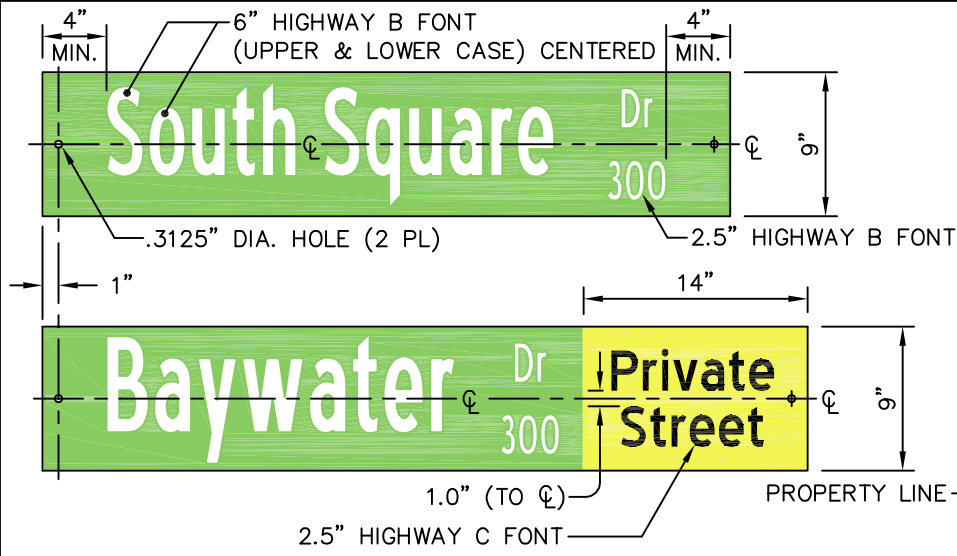 4”
MIN.
6” HIGHWAY B FONT
(UPPER & LOWER CASE) CENTERED
4”
MIN.
South Square
Dr
300
℄
℄
9”
.3125” DIA. HOLE (2 PL)
2.5” HIGHWAY B FONT
1”
14”
Baywater
Dr
300
℄
Private
Street
℄
9”
1.0” (TO ℄)
PROPERTY LINE
2.5” HIGHWAY C FONT